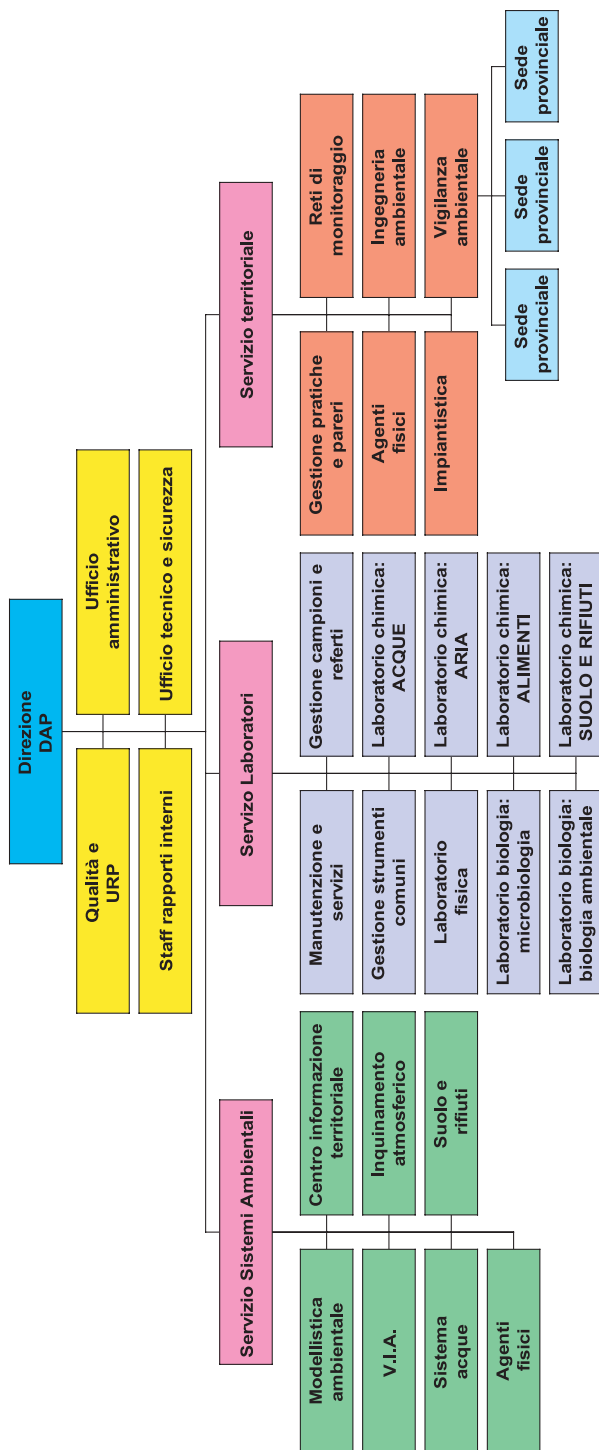 Direzione
DAP
Qualità e
URP
Ufficio
amministrativo
Staff rapporti interni
Ufficio tecnico e sicurezza
Servizio Sistemi Ambientali
Servizo Laboratori
Servizio territoriale
Modellistica
ambientale
Centro informazione
territoriale
V.I.A.
Inquinamento
atmosferico
Sistema
acque
Suolo e
rifiuti
Agenti
fisici
Manutenzione e
servizi
Gestione campioni e
referti
Gestione strumenti
comuni
Laboratorio chimica:
ACQUE
Laboratorio
fisica
Laboratorio chimica:
ARIA
Laboratorio biologia:
microbiologia
Laboratorio chimica:
ALIMENTI
Laboratorio biologia:
biologia ambientale
Laboratorio chimica:
SUOLO E RIFIUTI
Gestione pratiche
e pareri
Reti di
monitoraggio
Agenti
fisici
Ingegneria
ambientale
Impiantistica
Vigilanza
ambientale
Sede
provinciale
Sede
provinciale
Sede
provinciale